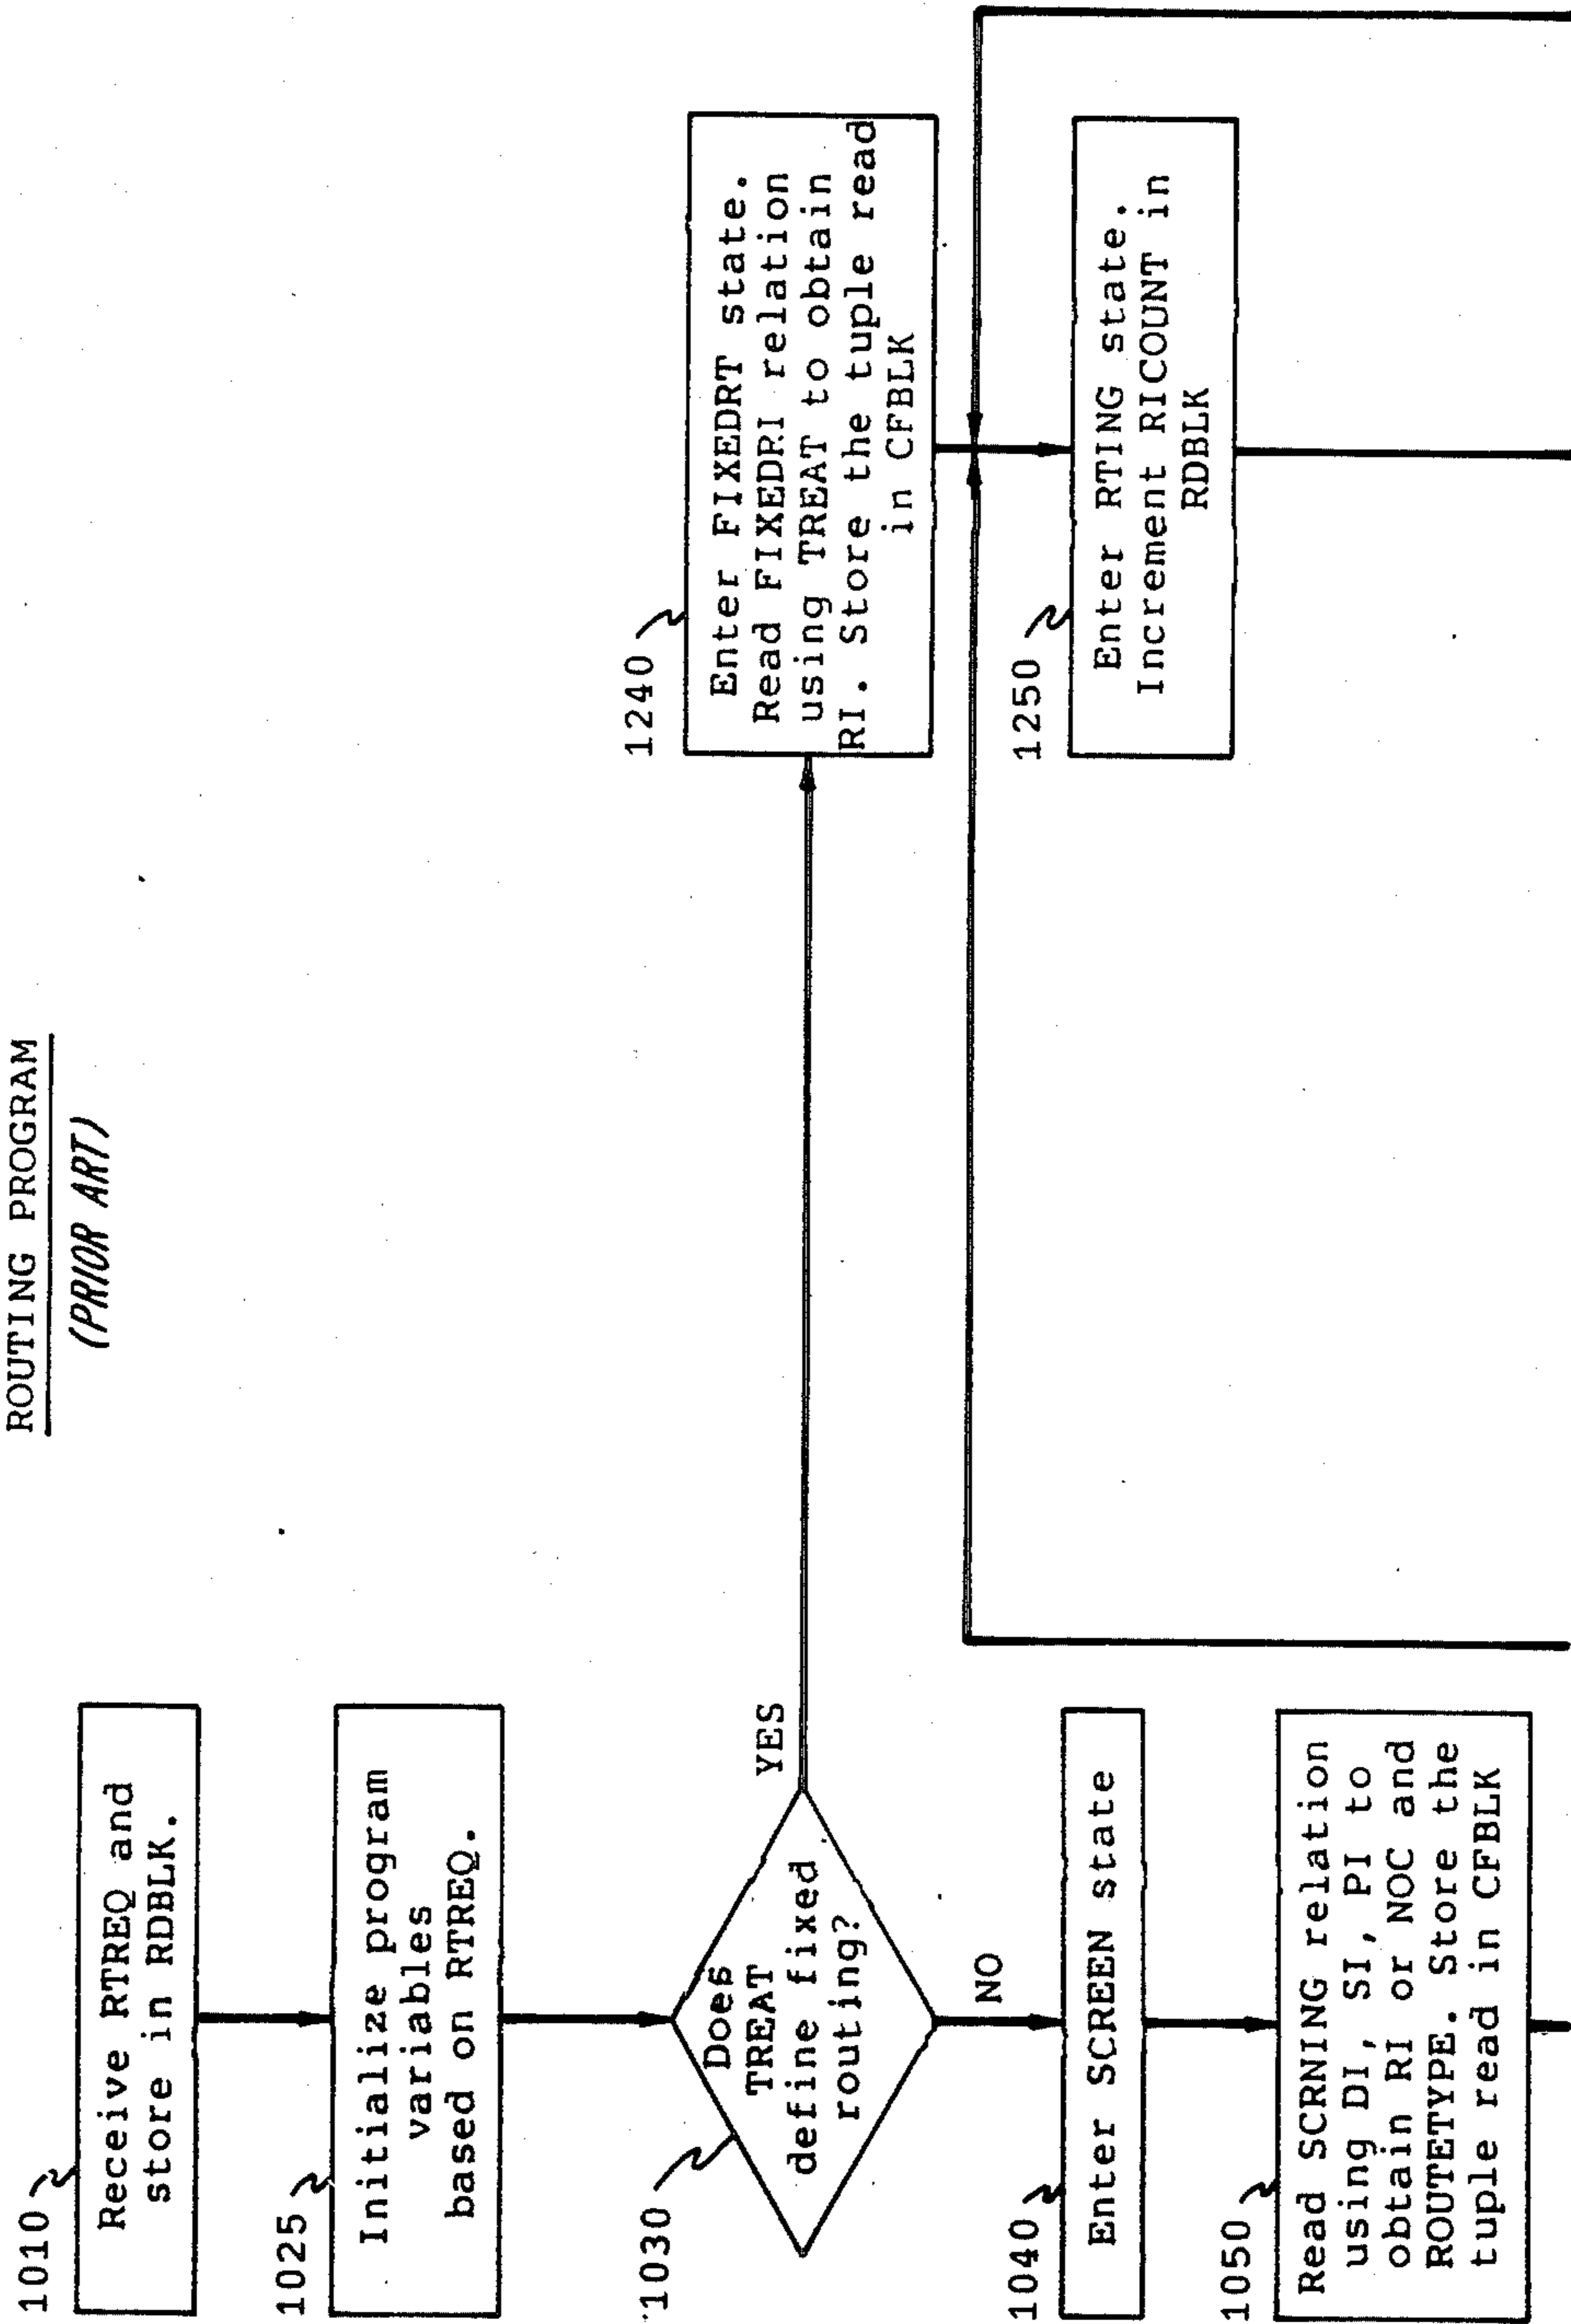 ROUTING PROGRAM
(PRIOR ART)
1010
Receive RTREQ and
store in RDBLK.
1025
Initialize program
variables
based on RTREQ.
1030
Does
TREAT
define fixed
routing?
YES
NO
1040
Enter SCREEN state
1050
Read SCRNING relation
using DI, SI, PI to
obtain RI or NOC and
ROUTETYPE. Store the
tuple read in CFBLK
1240
Enter FIXEDRT state.
Read FIXEDRI relation
using TREAT to obtain
RI. Store the tuple read
in CFBLK
1250
Enter RTING state.
Increment RICOUNT in
RDBLK